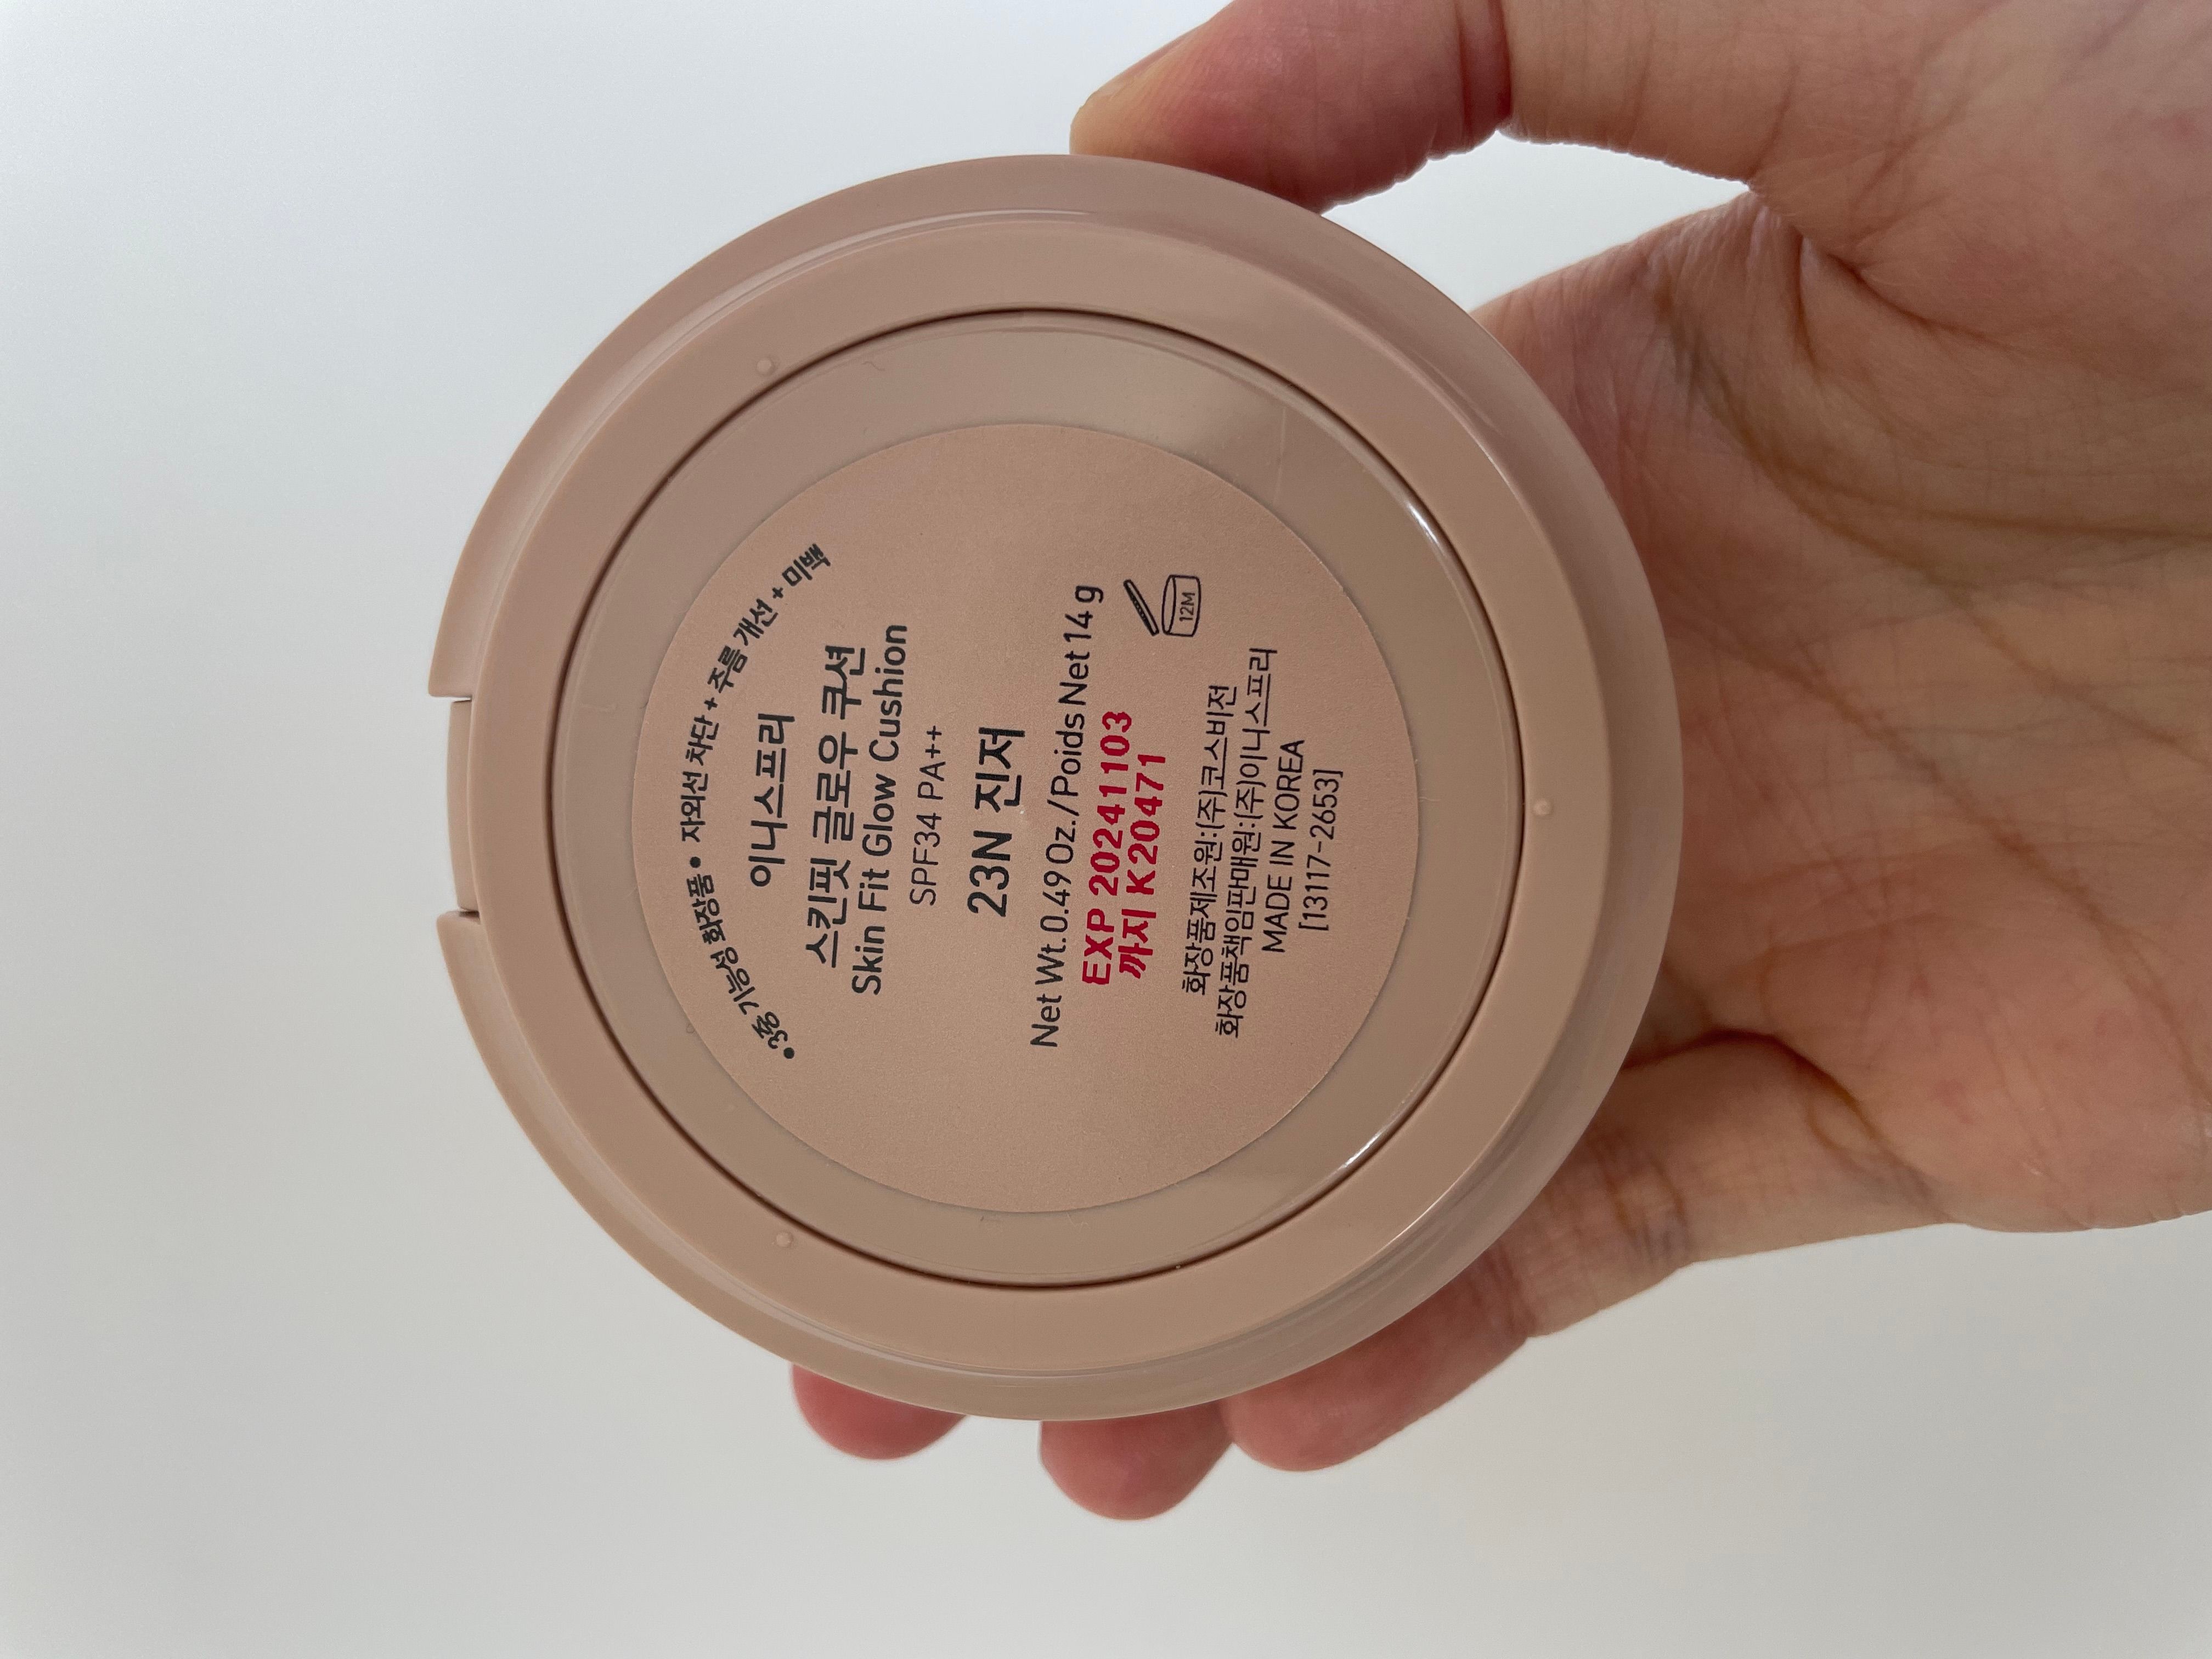 •3중 기능성 화장품• 자외선 차단 + 주름 개선 + 미백
이니스프리
스킨핏 글로우 쿠션
Skin Fit Glow Cushion
SPF34 PA++
23N 진저
Net Wt.0.49 Oz./Poids Net 14 g
EXP 20241103
까지 K20471
12M
화장품제조원:(주)코스비전
화장품책임판매원:(주)이니스프리
MADE IN KOREA
[13117-2653]